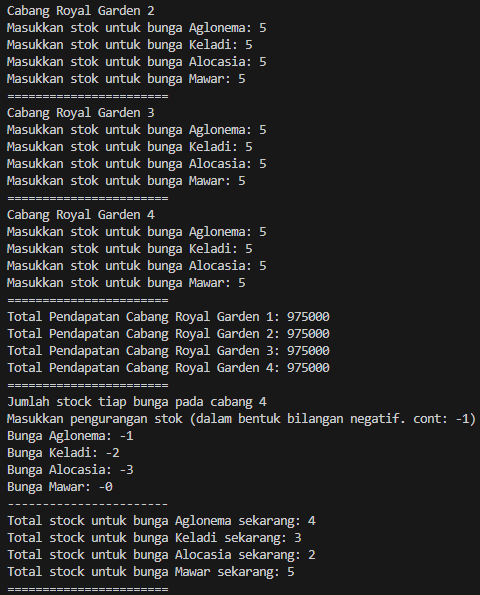 Cabang Royal Garden 2
Masukkan stok untuk bunga Aglonema: 5
Masukkan stok untuk bunga Keladi: 5
Masukkan stok untuk bunga Alocasia: 5
Masukkan stok untuk bunga Mawar: 5
=======================
Cabang Royal Garden 3
Masukkan stok untuk bunga Aglonema: 5
Masukkan stok untuk bunga Keladi: 5
Masukkan stok untuk bunga Alocasia: 5
Masukkan stok untuk bunga Mawar: 5
=======================
Cabang Royal Garden 4
Masukkan stok untuk bunga Aglonema: 5
Masukkan stok untuk bunga Keladi: 5
Masukkan stok untuk bunga Alocasia: 5
Masukkan stok untuk bunga Mawar: 5
=======================
Total Pendapatan Cabang Royal Garden 1: 975000
Total Pendapatan Cabang Royal Garden 2: 975000
Total Pendapatan Cabang Royal Garden 3: 975000
Total Pendapatan Cabang Royal Garden 4: 975000
=======================
Jumlah stock tiap bunga pada cabang 4
Masukkan pengurangan stok (dalam bentuk bilangan negatif. cont: -1)
Bunga Aglonema: -1
Bunga Keladi: -2
Bunga Alocasia: -3
Bunga Mawar: -0
-----------------------
Total stock untuk bunga Aglonema sekarang: 4
Total stock untuk bunga Keladi sekarang: 3
Total stock untuk bunga Alocasia sekarang: 2
Total stock untuk bunga Mawar sekarang: 5
=======================